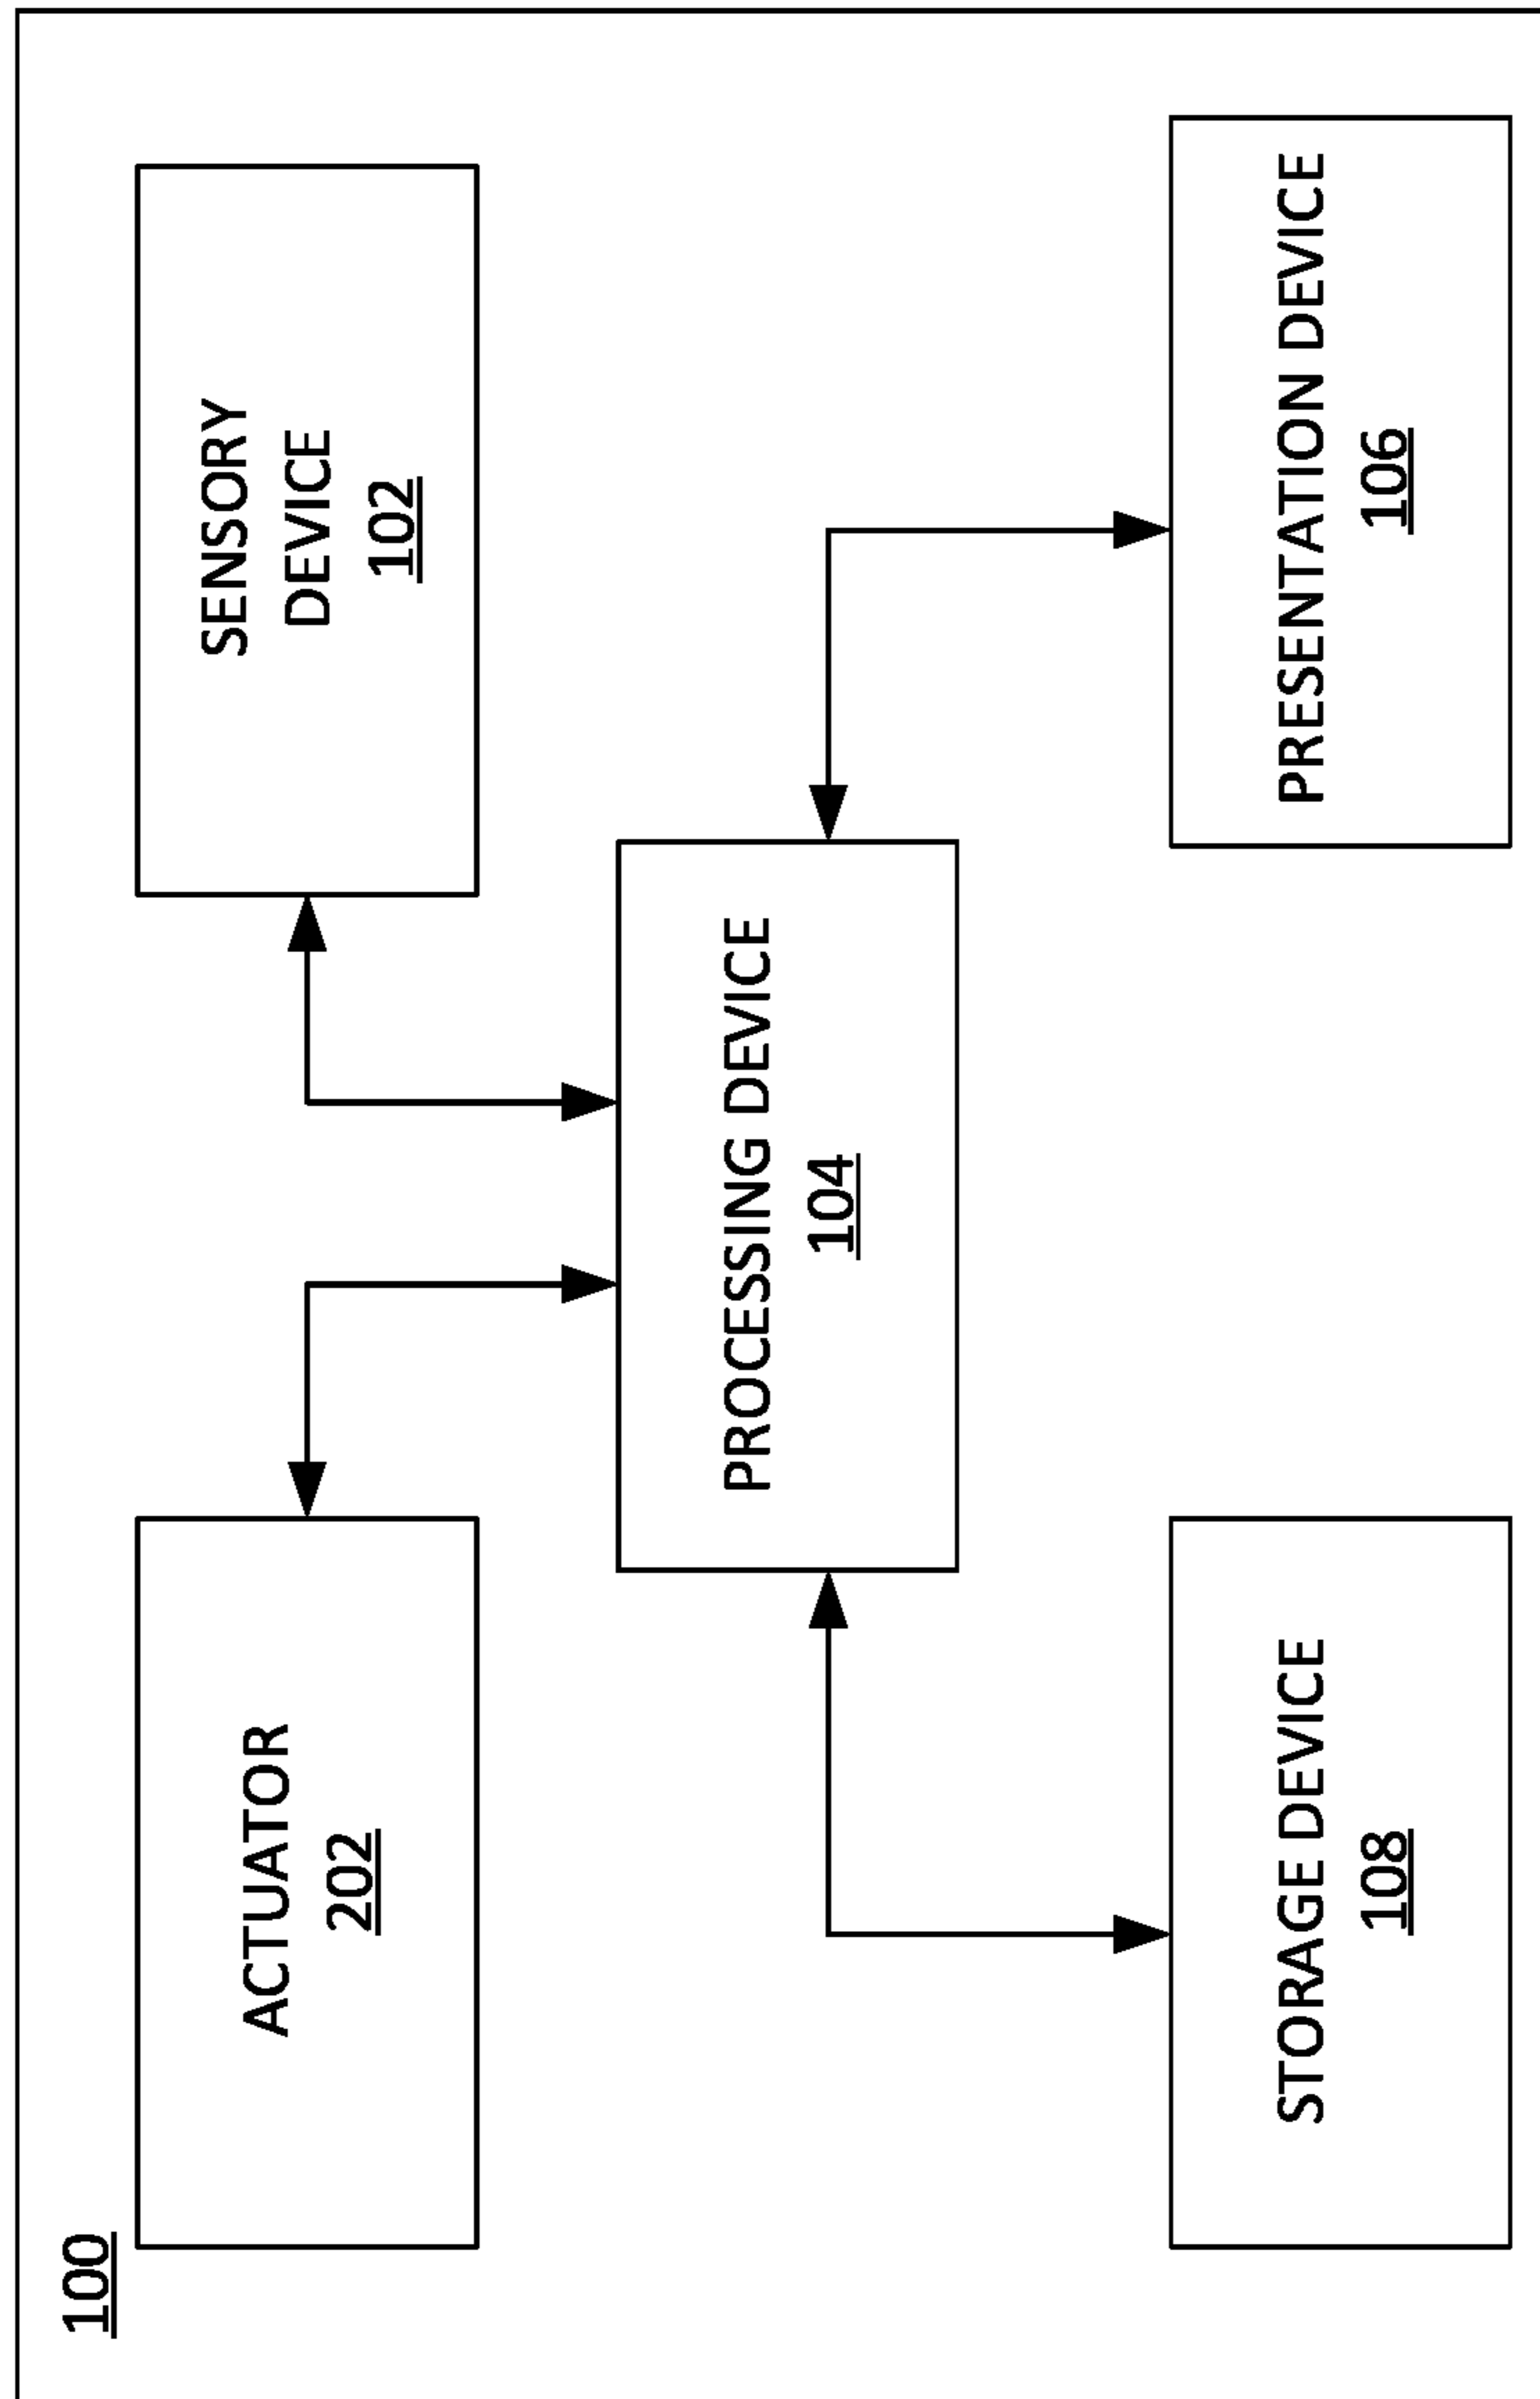 100
ACTUATOR
202
SENSORY
DEVICE
102
PROCESSING DEVICE
104
STORAGE DEVICE
108
PRESENTATION DEVICE
106